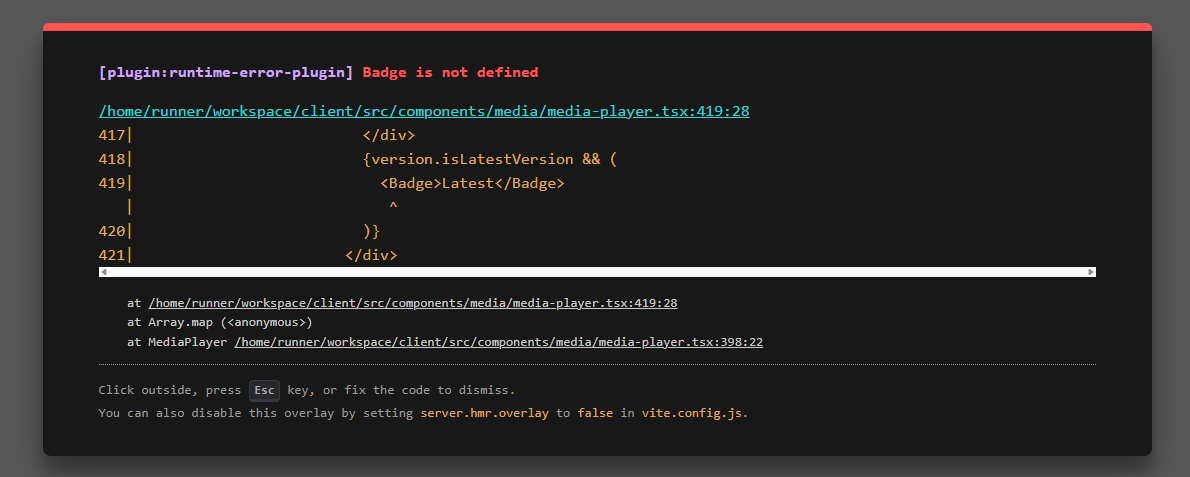 [plugin:runtime-error-plugin] Badge is not defined
/home/runner/workspace/client/src/components/media/media-player.tsx:419:28
417|                           </div>
418|                           {version.isLatestVersion && (
419|                             <Badge>Latest</Badge>
   |                              ^
420|                           )}
421|                         </div>
at /home/runner/workspace/client/src/components/media/media-player.tsx:419:28
at Array.map (<anonymous>)
at MediaPlayer /home/runner/workspace/client/src/components/media/media-player.tsx:398:22
Click outside, press Esc key, or fix the code to dismiss.
You can also disable this overlay by setting server.hmr.overlay to false in vite.config.js.